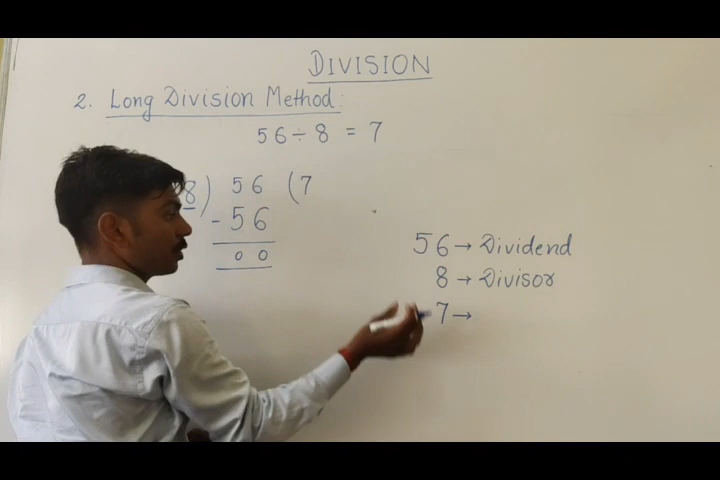 DIVISION
2. Long Division Method:
56 ÷ 8 = 7
8) 56 (7
- 56
00
56 → Dividend
8 → Divisor
7 →